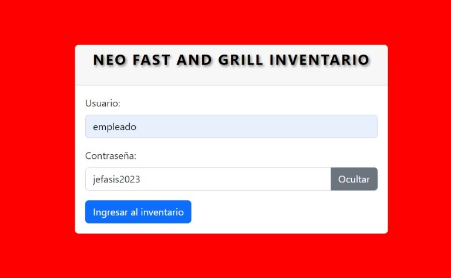 NEO FAST AND GRILL INVENTARIO
Usuario:
empleado
Contraseña:
jefasis2023
Ocultar
Ingresar al inventario